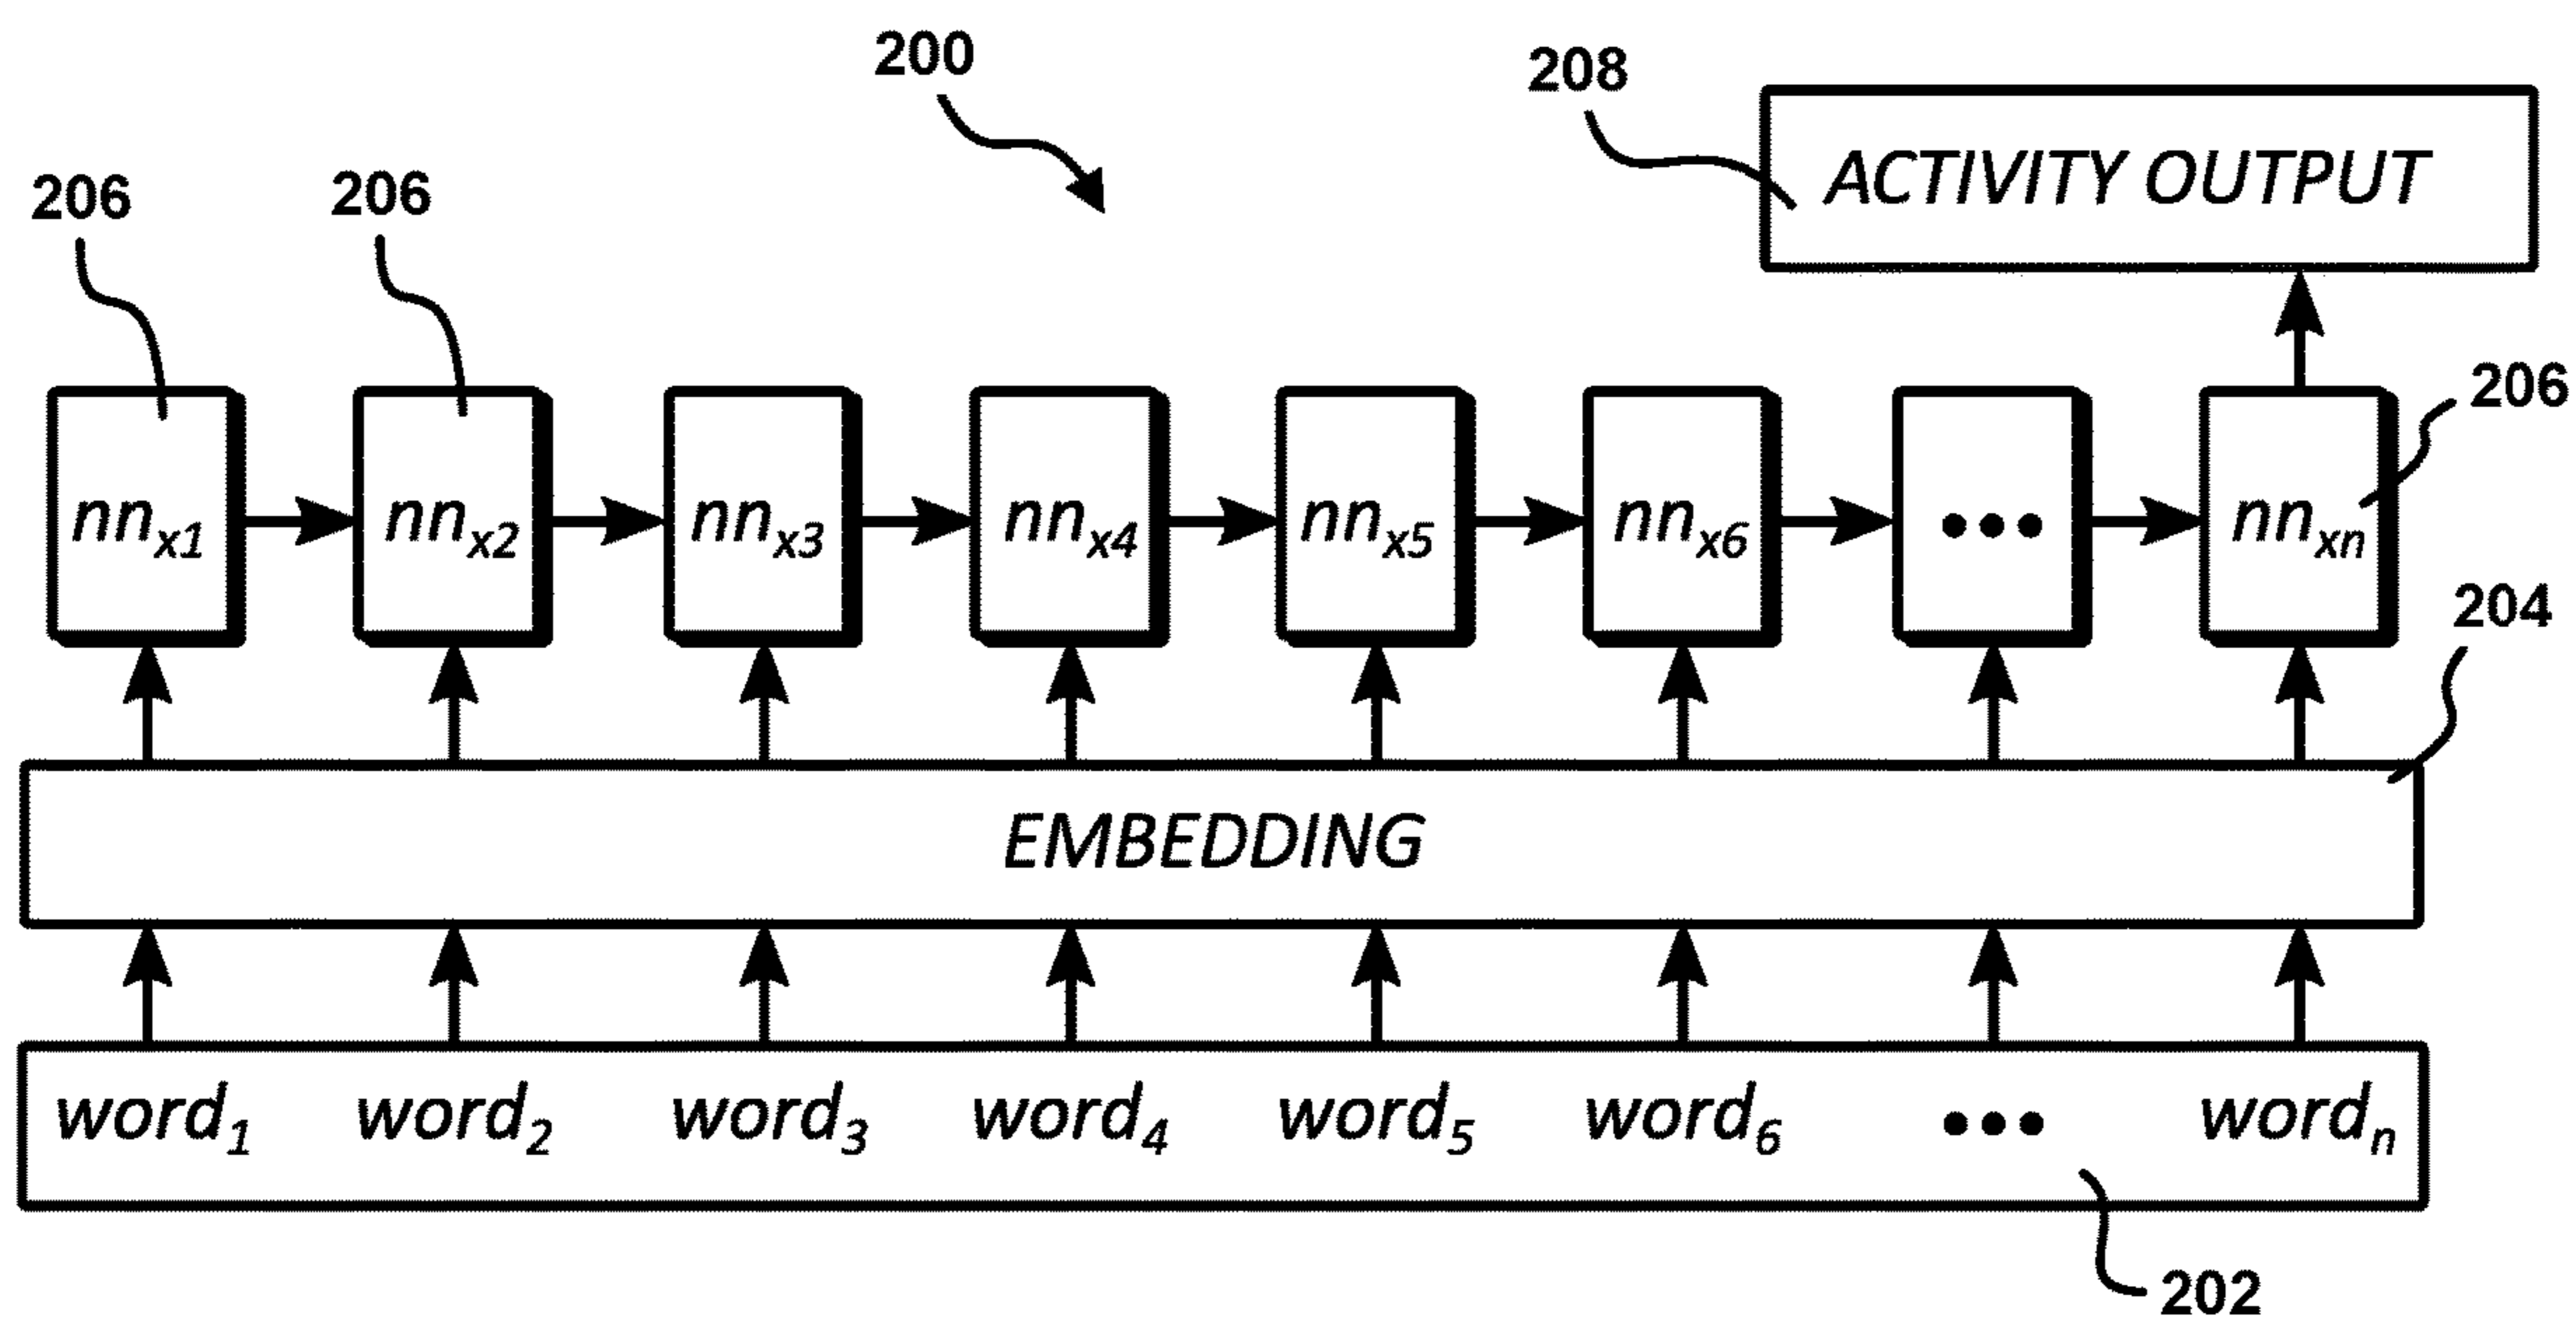 200
208
ACTIVITY OUTPUT
206
206
206
nnx1 nnx2 nnx3 nnx4 nnx5 nnx6 ••• nnxn
204
EMBEDDING
word1 word2 word3 word4 word5 word6 ••• wordn
202